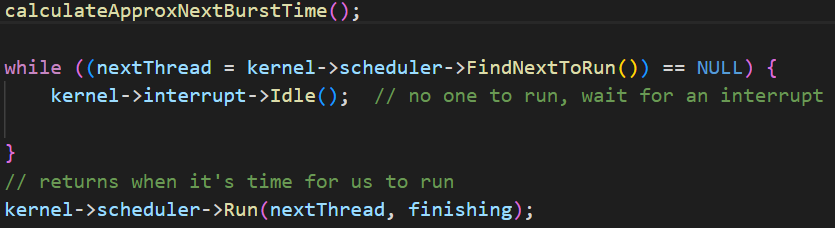 calculateApproxNextBurstTime();
while ((nextThread = kernel->scheduler->FindNextToRun()) == NULL) {
kernel->interrupt->Idle();  // no one to run, wait for an interrupt
}
// returns when it's time for us to run
kernel->scheduler->Run(nextThread, finishing);